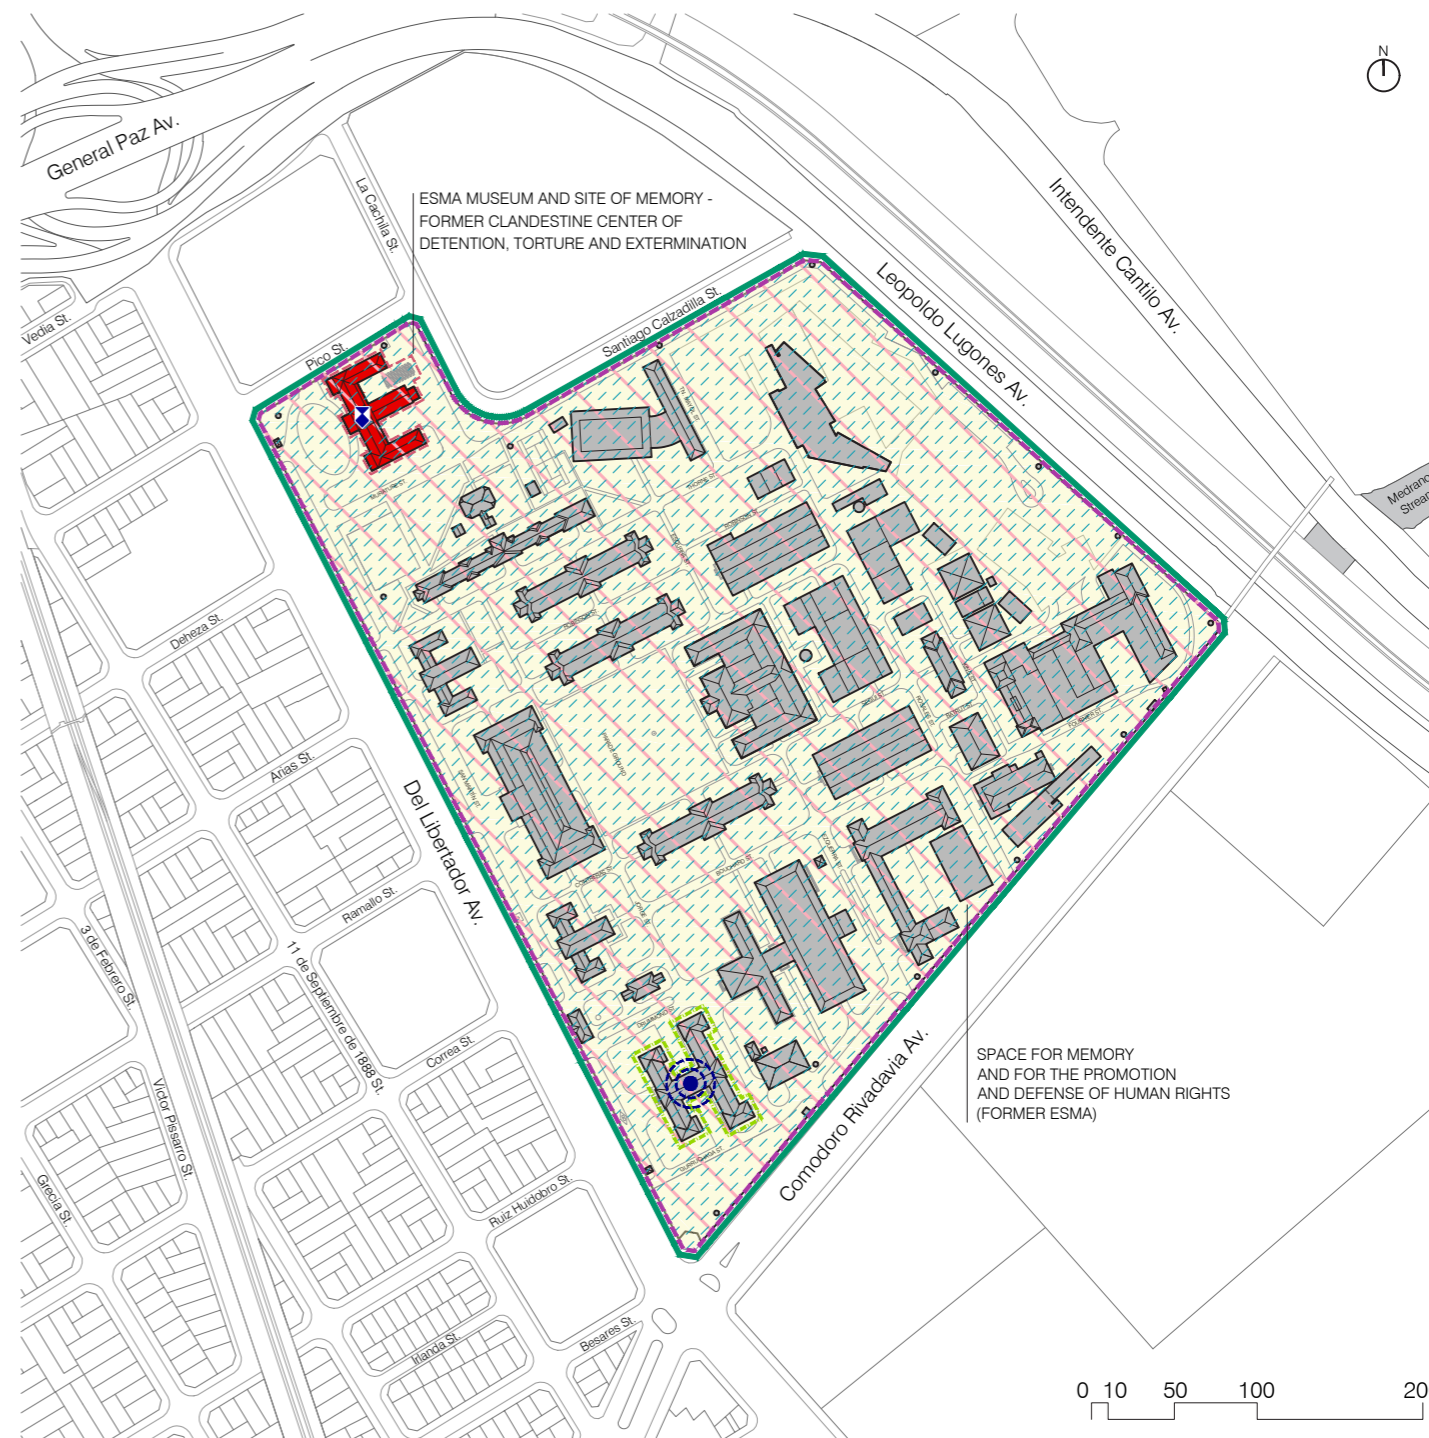 N
General Paz Av.
La Cachila St.
ESMA MUSEUM AND SITE OF MEMORY -
FORMER CLANDESTINE CENTER OF
DETENTION, TORTURE AND EXTERMINATION
Intendente Cantilo Av.
Leopoldo Lugones Av.
Santiago Calzadilla St.
Vedia St.
Pico St.
Deheza St.
Arias St.
Del Libertador Av.
Ramallo St.
3 de Febrero St.
11 de Septiembre de 1888 St.
Correa St.
Victor Pissarro St.
Grecia St.
Ruiz Huidobro St.
Irlanda St.
Besares St.
Comodoro Rivadavia Av.
SPACE FOR MEMORY
AND FOR THE PROMOTION
AND DEFENSE OF HUMAN RIGHTS
(FORMER ESMA)
BOUCHARD ST
DRUMMOND ST
0 10 50 100 20